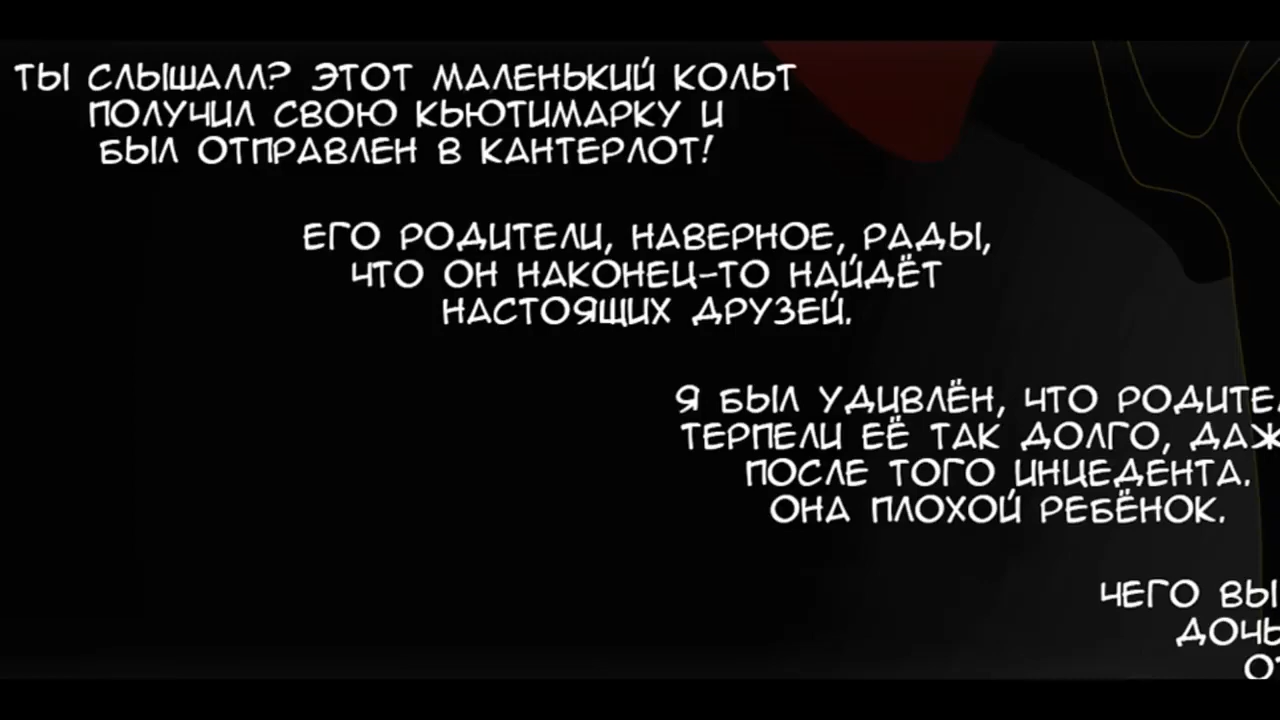 ТЫ СЛЫШАЛЛ? ЭТОТ МАЛЕНЬКИЙ КОЛЬТ
ПОЛУЧИЛ СВОЮ КЬЮТИМАРКУ И
БЫЛ ОТПРАВЛЕН В КАНТЕРЛОТ!
ЕГО РОДИТЕЛИ, НАВЕРНОЕ, РАДЫ,
ЧТО ОН НАКОНЕЦ-ТО НАЙДЁТ
НАСТОЯЩИХ ДРУЗЕЙ.
Я БЫЛ УДИВЛЁН, ЧТО РОДИТЕ
ТЕРПЕЛИ ЕЁ ТАК ДОЛГО, ДАЖ
ПОСЛЕ ТОГО ИНЦЕДЕНТА.
ОНА ПЛОХОЙ РЕБЁНОК.
ЧЕГО ВЫ
ДОЧЬ